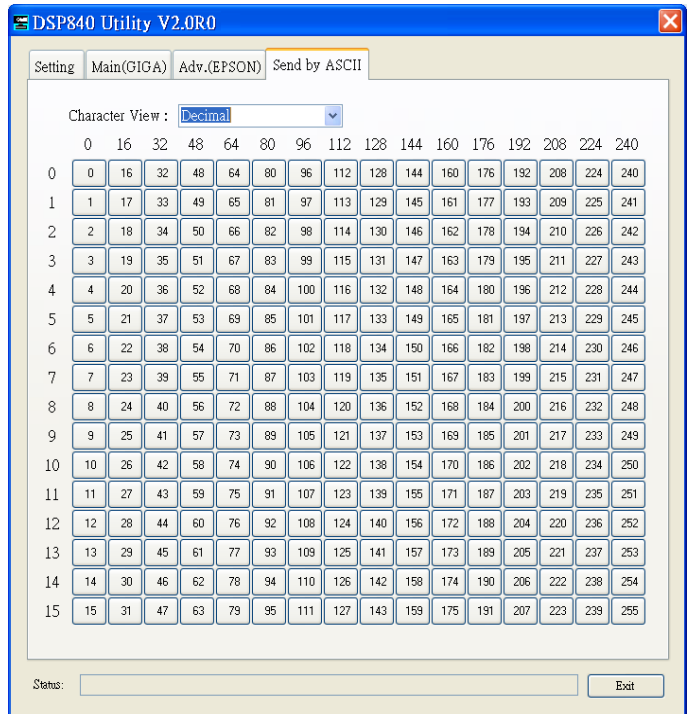 DSP840 Utility V2.0R0
Setting Main(GIGA) Adv.(EPSON) Send by ASCII
Character View : Decimal
0 16 32 48 64 80 96 112 128 144 160 176 192 208 224 240
0 0 16 32 48 64 80 96 112 128 144 160 176 192 208 224 240
1 1 17 33 49 65 81 97 113 129 145 161 177 193 209 225 241
2 2 18 34 50 66 82 98 114 130 146 162 178 194 210 226 242
3 3 19 35 51 67 83 99 115 131 147 163 179 195 211 227 243
4 4 20 36 52 68 84 100 116 132 148 164 180 196 212 228 244
5 5 21 37 53 69 85 101 117 133 149 165 181 197 213 229 245
6 6 22 38 54 70 86 102 118 134 150 166 182 198 214 230 246
7 7 23 39 55 71 87 103 119 135 151 167 183 199 215 231 247
8 8 24 40 56 72 88 104 120 136 152 168 184 200 216 232 248
9 9 25 41 57 73 89 105 121 137 153 169 185 201 217 233 249
10 10 26 42 58 74 90 106 122 138 154 170 186 202 218 234 250
11 11 27 43 59 75 91 107 123 139 155 171 187 203 219 235 251
12 12 28 44 60 76 92 108 124 140 156 172 188 204 220 236 252
13 13 29 45 61 77 93 109 125 141 157 173 189 205 221 237 253
14 14 30 46 62 78 94 110 126 142 158 174 190 206 222 238 254
15 15 31 47 63 79 95 111 127 143 159 175 191 207 223 239 255
Status: Exit